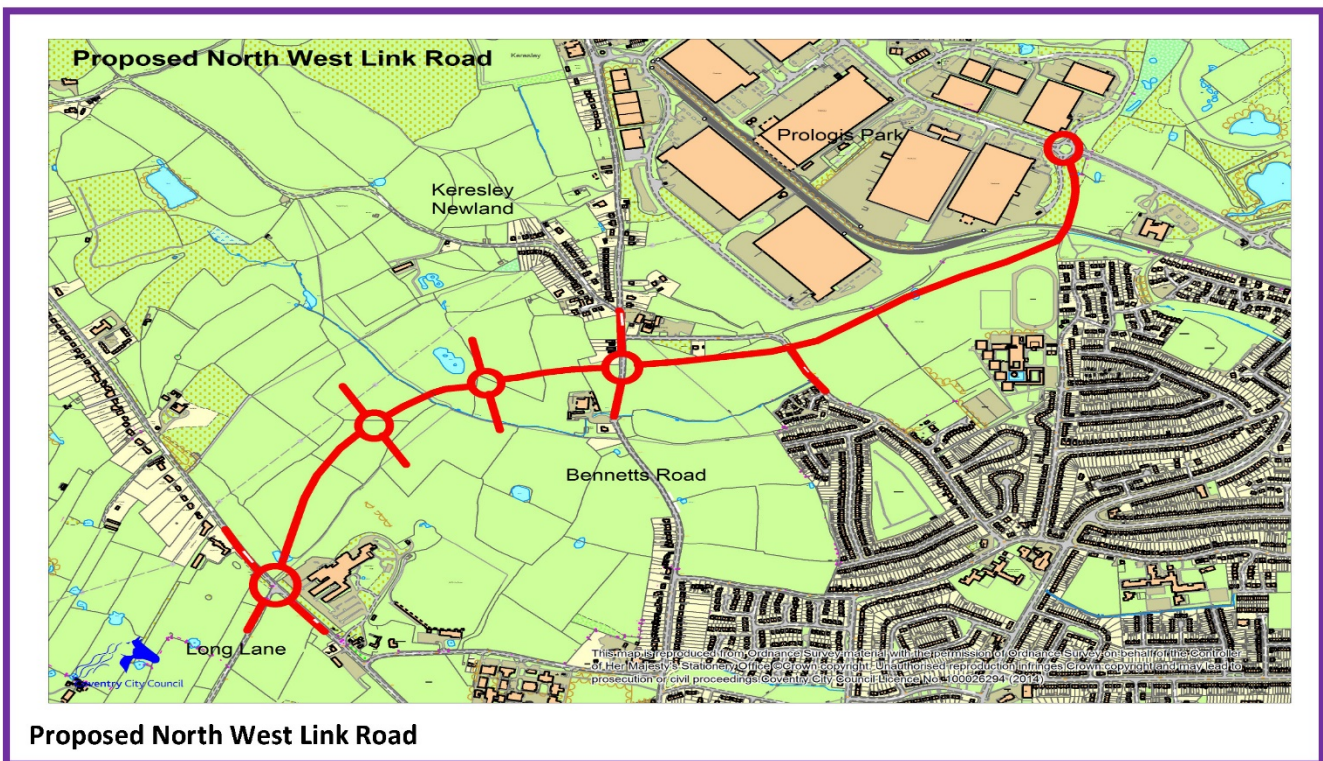 Proposed North West Link Road
Keresley
Prologis Park
Keresley
Newland
Bennetts Road
Long Lane
This map is reproduced from Ordnance Survey material with the permission of Ordnance Survey on behalf of the Controller
of Her Majesty's Stationery Office ©Crown copyright. Unauthorised reproduction infringes Crown copyright and may lead to
prosecution or civil proceedings Coventry City Council Licence No. 100026294 (2014)
Coventry City Council
Proposed North West Link Road